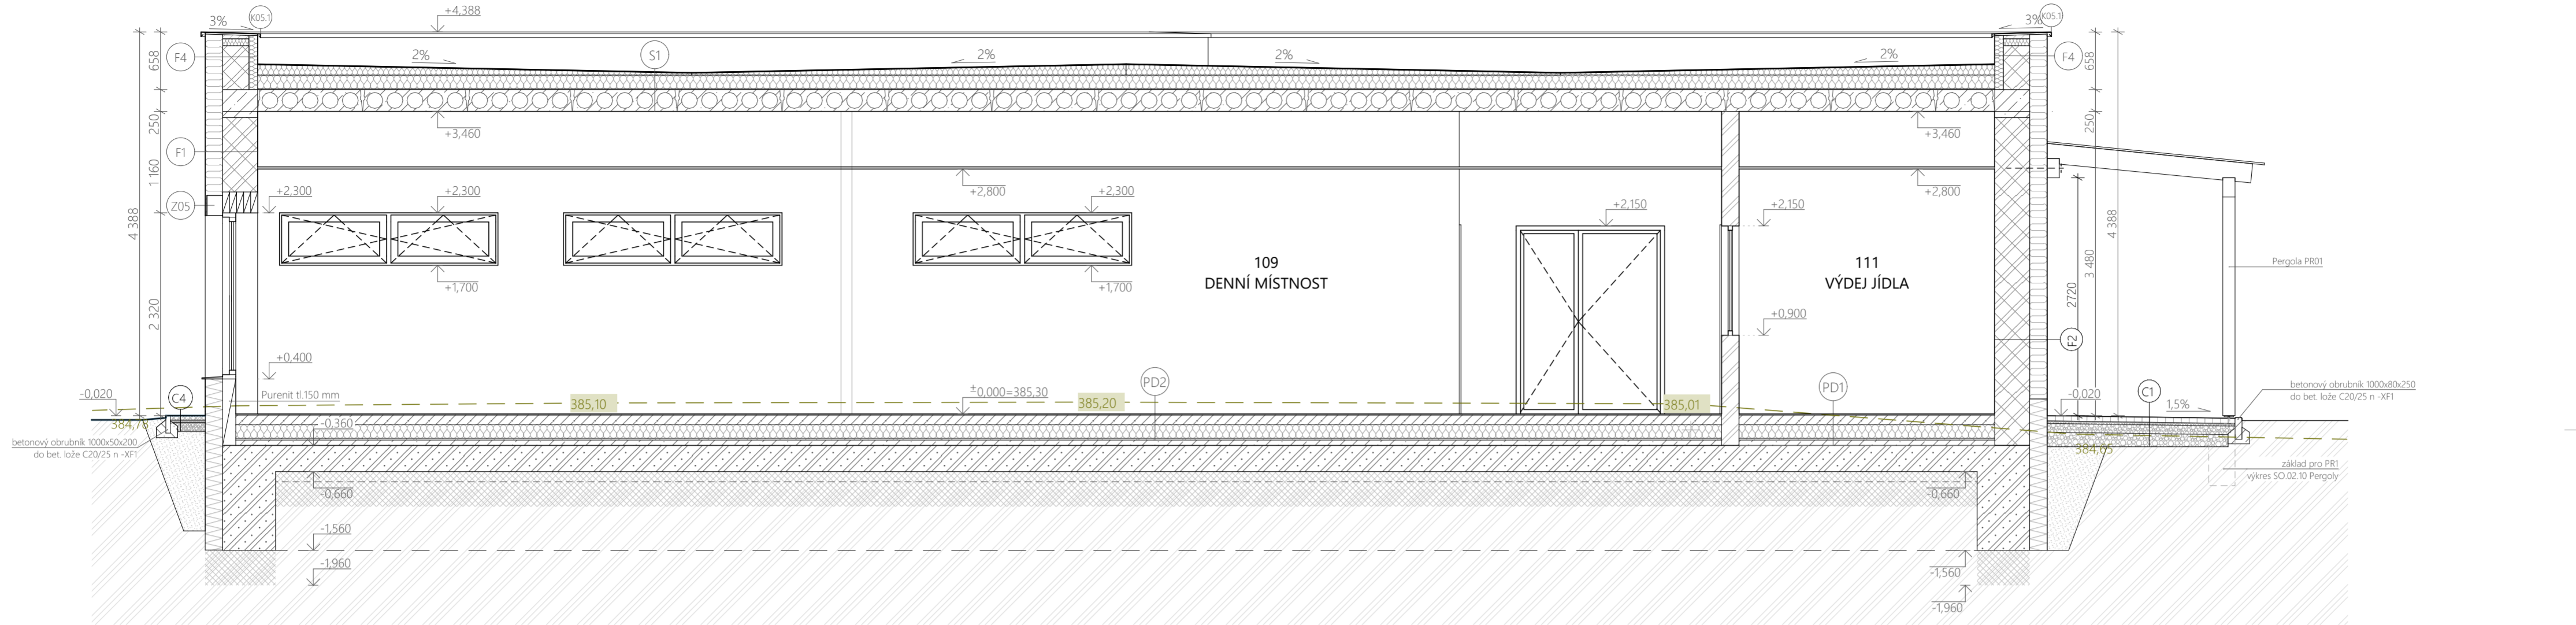 +4,388
3%
K05.1
3%
K05.1
F4
658
2%
S1
2%
2%
2%
F4
658
250
+3,460
+3,460
250
F1
1 160
+2,300
+2,300
+2,800
+2,300
+2,800
Z05
4 388
+2,150
+2,150
4 388
109
DENNÍ MÍSTNOST
111
VÝDEJ JÍDLA
3 480
Pergola PR01
+1,700
+1,700
2720
2 320
+0,900
F2
+0,400
-0,020
C4
Purenit tl.150 mm
385,10
±0,000=385,30
385,20
PD2
385,01
PD1
-0,020
C1
1,5%
betonový obrubník 1000x80x250
do bet. lože C20/25 n -XF1
384,78
-0,360
betonový obrubník 1000x50x200
do bet. lože C20/25 n -XF1
384,65
základ pro PR1
výkres SO.02.10 Pergoly
-0,660
-0,660
-1,560
-1,560
-1,960
-1,960